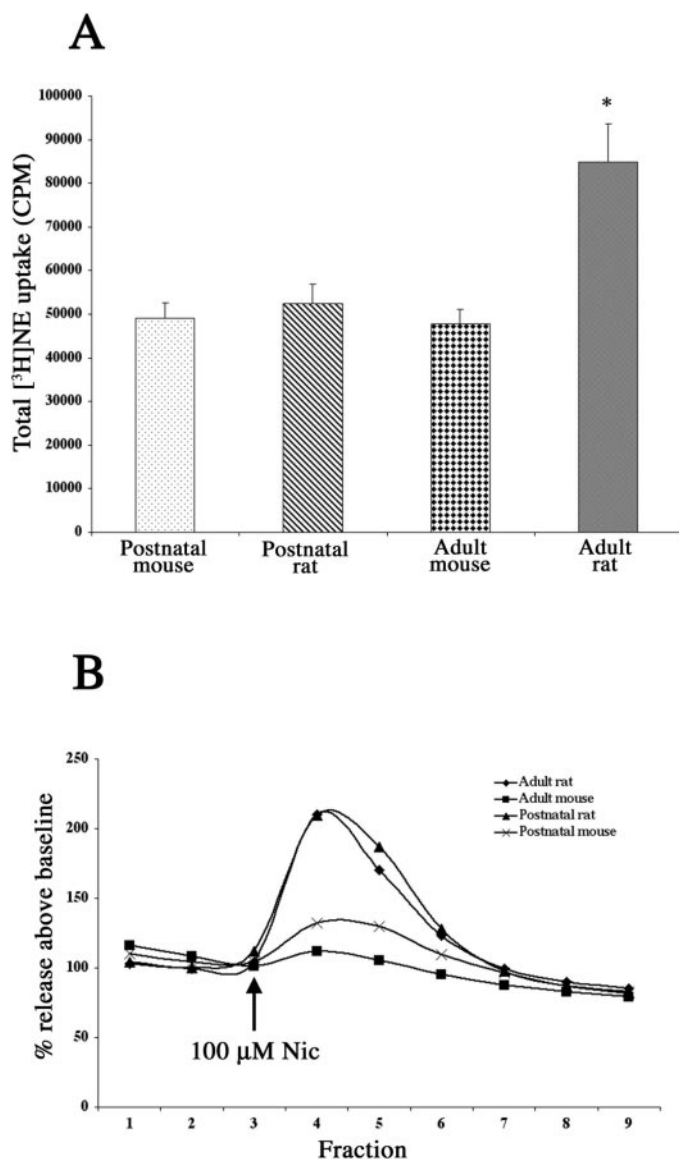 A
Total [³H]NE uptake (CPM)
100000
90000
80000
70000
60000
50000
40000
30000
20000
10000
0
*
Postnatal
mouse
Postnatal
rat
Adult
mouse
Adult
rat
B
% release above baseline
250
200
150
100
50
0
Adult rat
Adult mouse
Postnatal rat
Postnatal mouse
100 µM Nic
1 2 3 4 5 6 7 8 9
Fraction